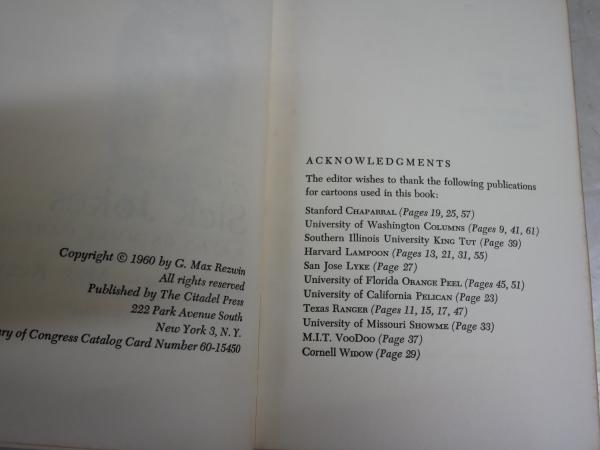 Copyright © 1960 by G. Max Rezwin
All rights reserved
Published by The Citadel Press
222 Park Avenue South
New York 3, N. Y.
of Congress Catalog Card Number 60-15450
ACKNOWLEDGMENTS
The editor wishes to thank the following publications
for cartoons used in this book:
Stanford CHAPARRAL (Pages 19, 25, 57)
University of Washington COLUMNS (Pages 9, 41, 61)
Southern Illinois University KING TUT (Page 39)
Harvard LAMPOON (Pages 13, 21, 31, 55)
San Jose LYKE (Page 27)
University of Florida ORANGE PEEL (Pages 45, 51)
University of California PELICAN (Page 23)
Texas RANGER (Pages 11, 15, 17, 47)
University of Missouri SHOWME (Page 33)
M.I.T. VOODOO (Page 37)
Cornell WIDOW (Page 29)